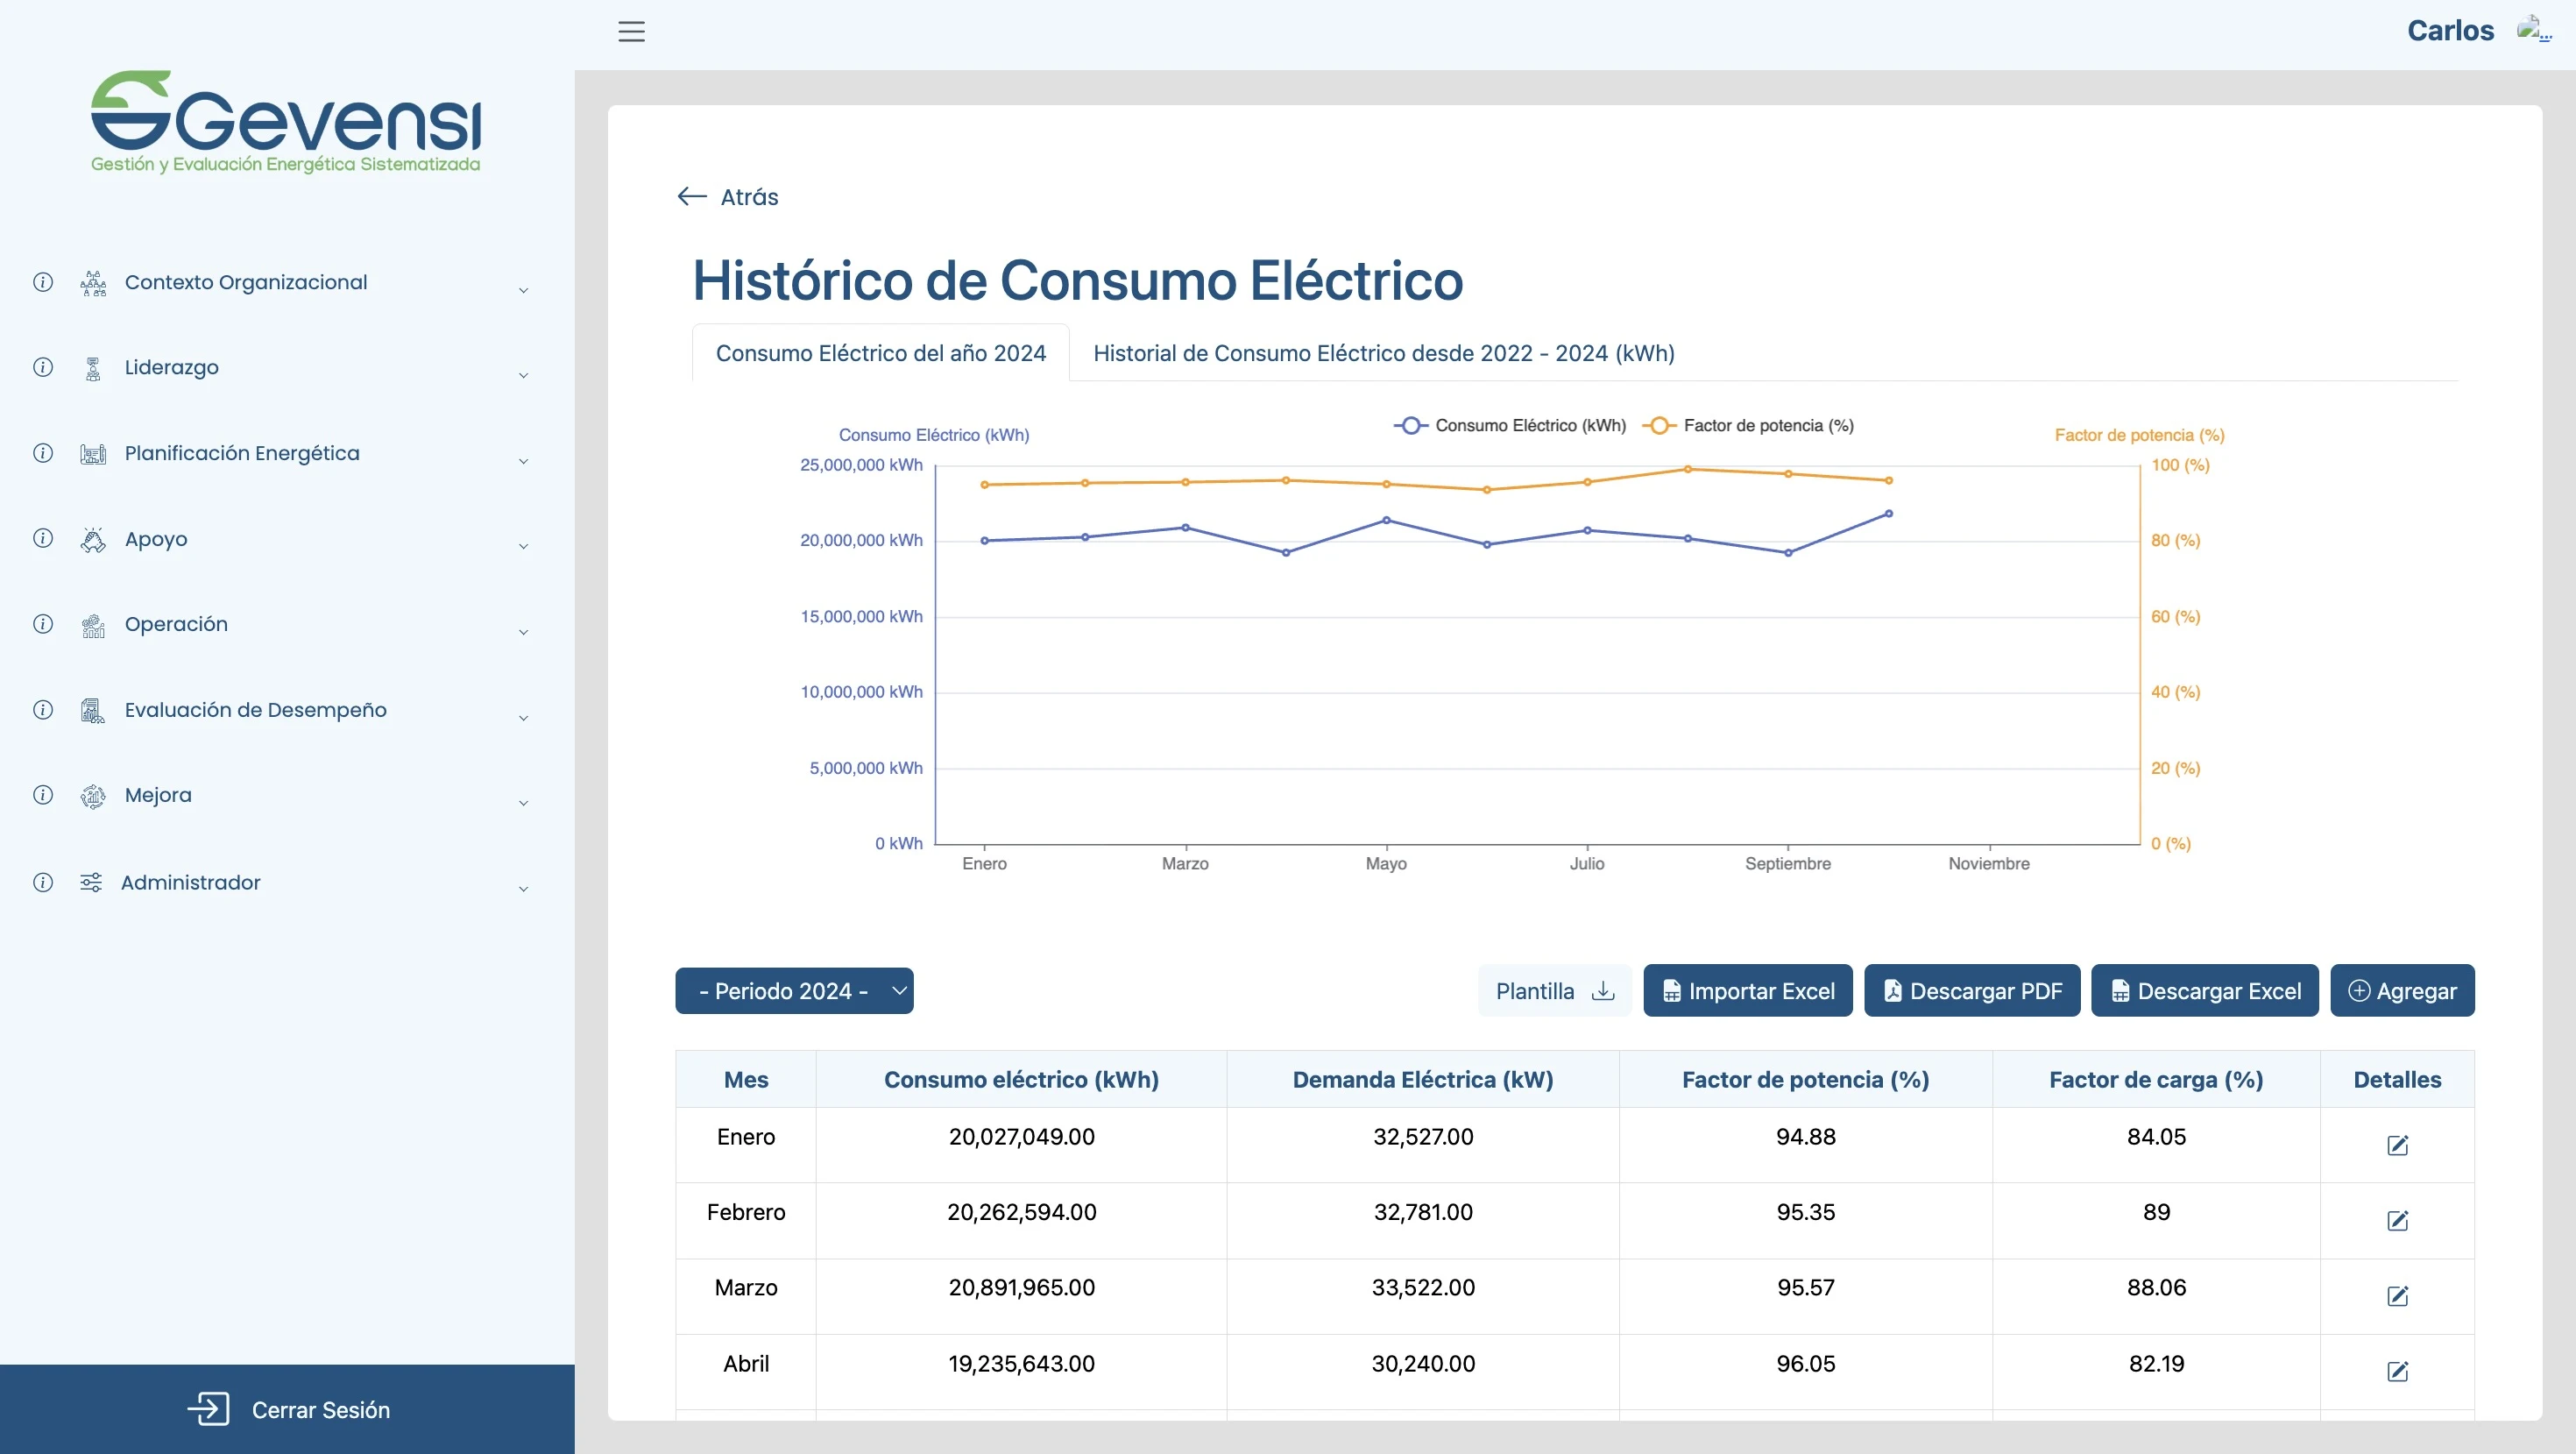 Carlos
Gevensi
Gestión y Evaluación Energética Sistematizada
Contexto Organizacional
Liderazgo
Planificación Energética
Apoyo
Operación
Evaluación de Desempeño
Mejora
Administrador
Cerrar Sesión
Atrás
Histórico de Consumo Eléctrico
Consumo Eléctrico del año 2024 Historial de Consumo Eléctrico desde 2022 - 2024 (kWh)
Consumo Eléctrico (kWh) Factor de potencia (%)
Consumo Eléctrico (kWh) Factor de potencia (%)
25,000,000 kWh 100 (%)
20,000,000 kWh 80 (%)
15,000,000 kWh 60 (%)
10,000,000 kWh 40 (%)
5,000,000 kWh 20 (%)
0 kWh 0 (%)
Enero Marzo Mayo Julio Septiembre Noviembre
- Periodo 2024 - Plantilla Importar Excel Descargar PDF Descargar Excel Agregar
Mes Consumo eléctrico (kWh) Demanda Eléctrica (kW) Factor de potencia (%) Factor de carga (%) Detalles
Enero 20,027,049.00 32,527.00 94.88 84.05
Febrero 20,262,594.00 32,781.00 95.35 89
Marzo 20,891,965.00 33,522.00 95.57 88.06
Abril 19,235,643.00 30,240.00 96.05 82.19